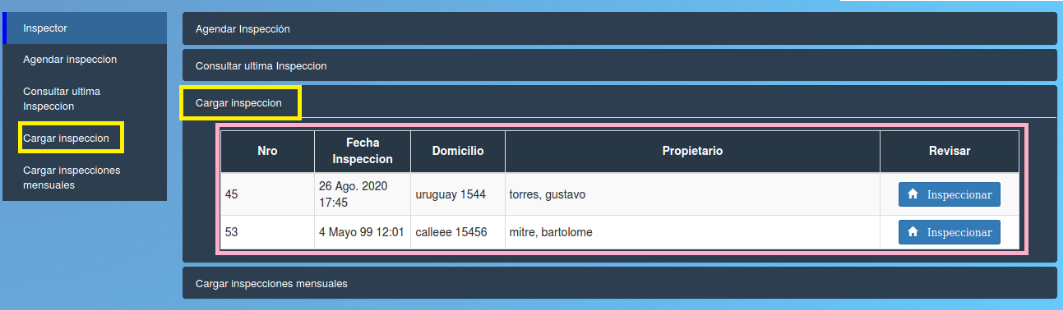 Inspector
Agendar inspeccion
Consultar ultima
Inspeccion
Cargar inspeccion
Cargar inspecciones
mensuales
Agendar Inspección
Consultar ultima Inspeccion
Cargar inspeccion
Nro Fecha Inspeccion Domicilio Propietario Revisar
45 26 Ago. 2020 17:45 uruguay 1544 torres, gustavo Inspeccionar
53 4 Mayo 99 12:01 calleee 15456 mitre, bartolome Inspeccionar
Cargar inspecciones mensuales